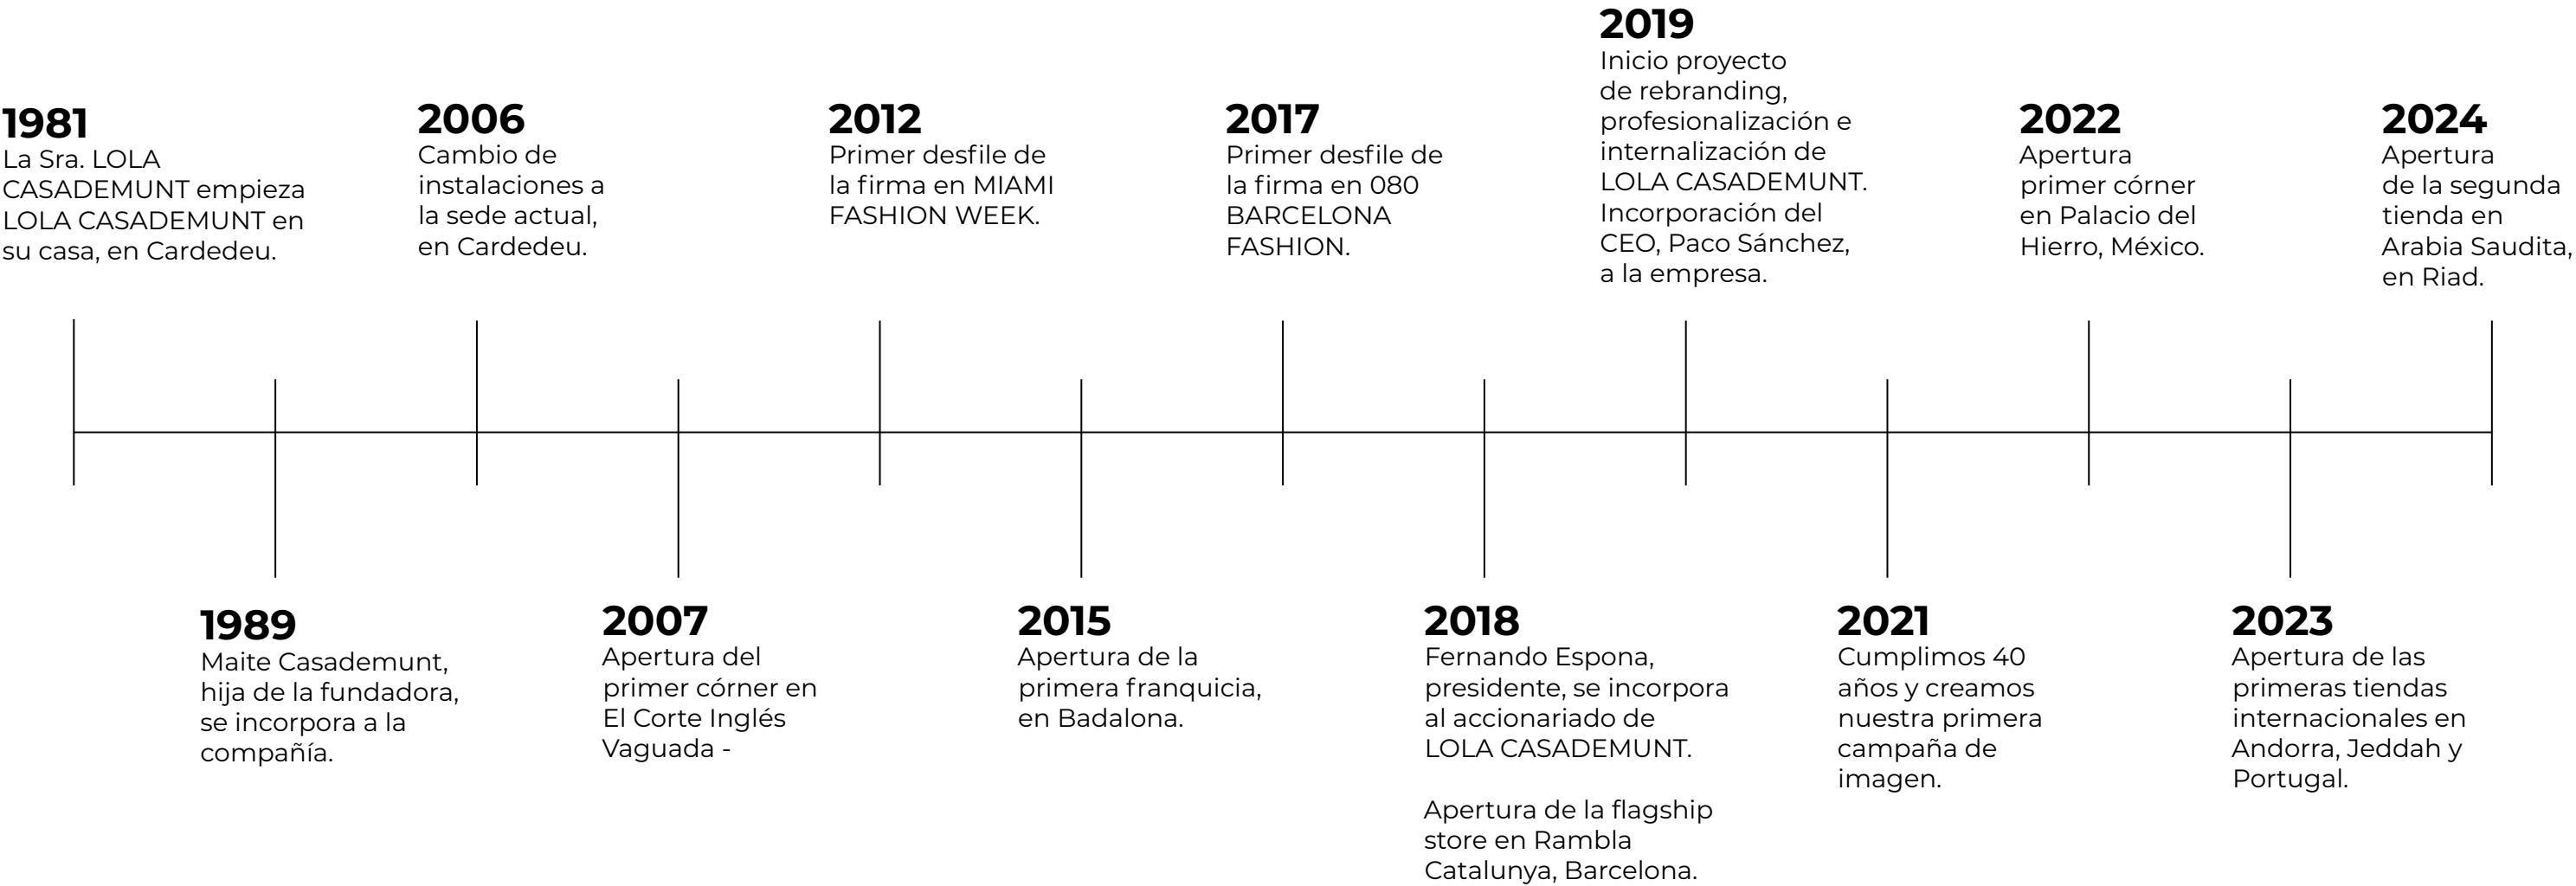 1981
La Sra. LOLA
CASADEMUNT empieza
LOLA CASADEMUNT en
su casa, en Cardedeu.
1989
Maite Casademunt,
hija de la fundadora,
se incorpora a la
compañía.
2006
Cambio de
instalaciones a
la sede actual,
en Cardedeu.
2007
Apertura del
primer córner en
El Corte Inglés
Vaguada -
2012
Primer desfile de
la firma en MIAMI
FASHION WEEK.
2015
Apertura de la
primera franquicia,
en Badalona.
2017
Primer desfile de
la firma en 080
BARCELONA
FASHION.
2018
Fernando Espona,
presidente, se incorpora
al accionariado de
LOLA CASADEMUNT.
Apertura de la flagship
store en Rambla
Catalunya, Barcelona.
2019
Inicio proyecto
de rebranding,
profesionalización e
internalización de
LOLA CASADEMUNT.
Incorporación del
CEO, Paco Sánchez,
a la empresa.
2021
Cumplimos 40
años y creamos
nuestra primera
campaña de
imagen.
2022
Apertura
primer córner
en Palacio del
Hierro, México.
2023
Apertura de las
primeras tiendas
internacionales en
Andorra, Jeddah y
Portugal.
2024
Apertura
de la segunda
tienda en
Arabia Saudita,
en Riad.